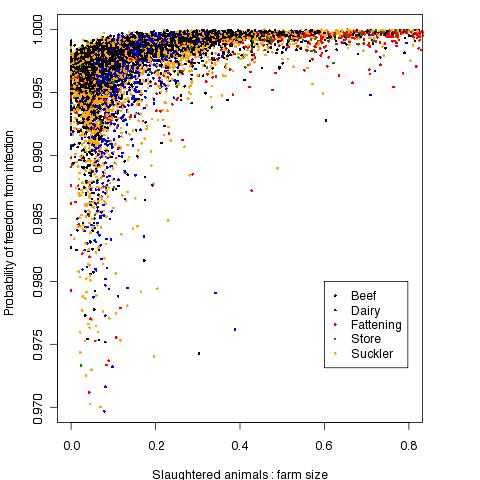 1.000
0.995
0.990
0.985
0.980
0.975
0.970
Probability of freedom from infection
Beef
Dairy
Fattening
Store
Suckler
0.0 0.2 0.4 0.6 0.8
Slaughtered animals : farm size